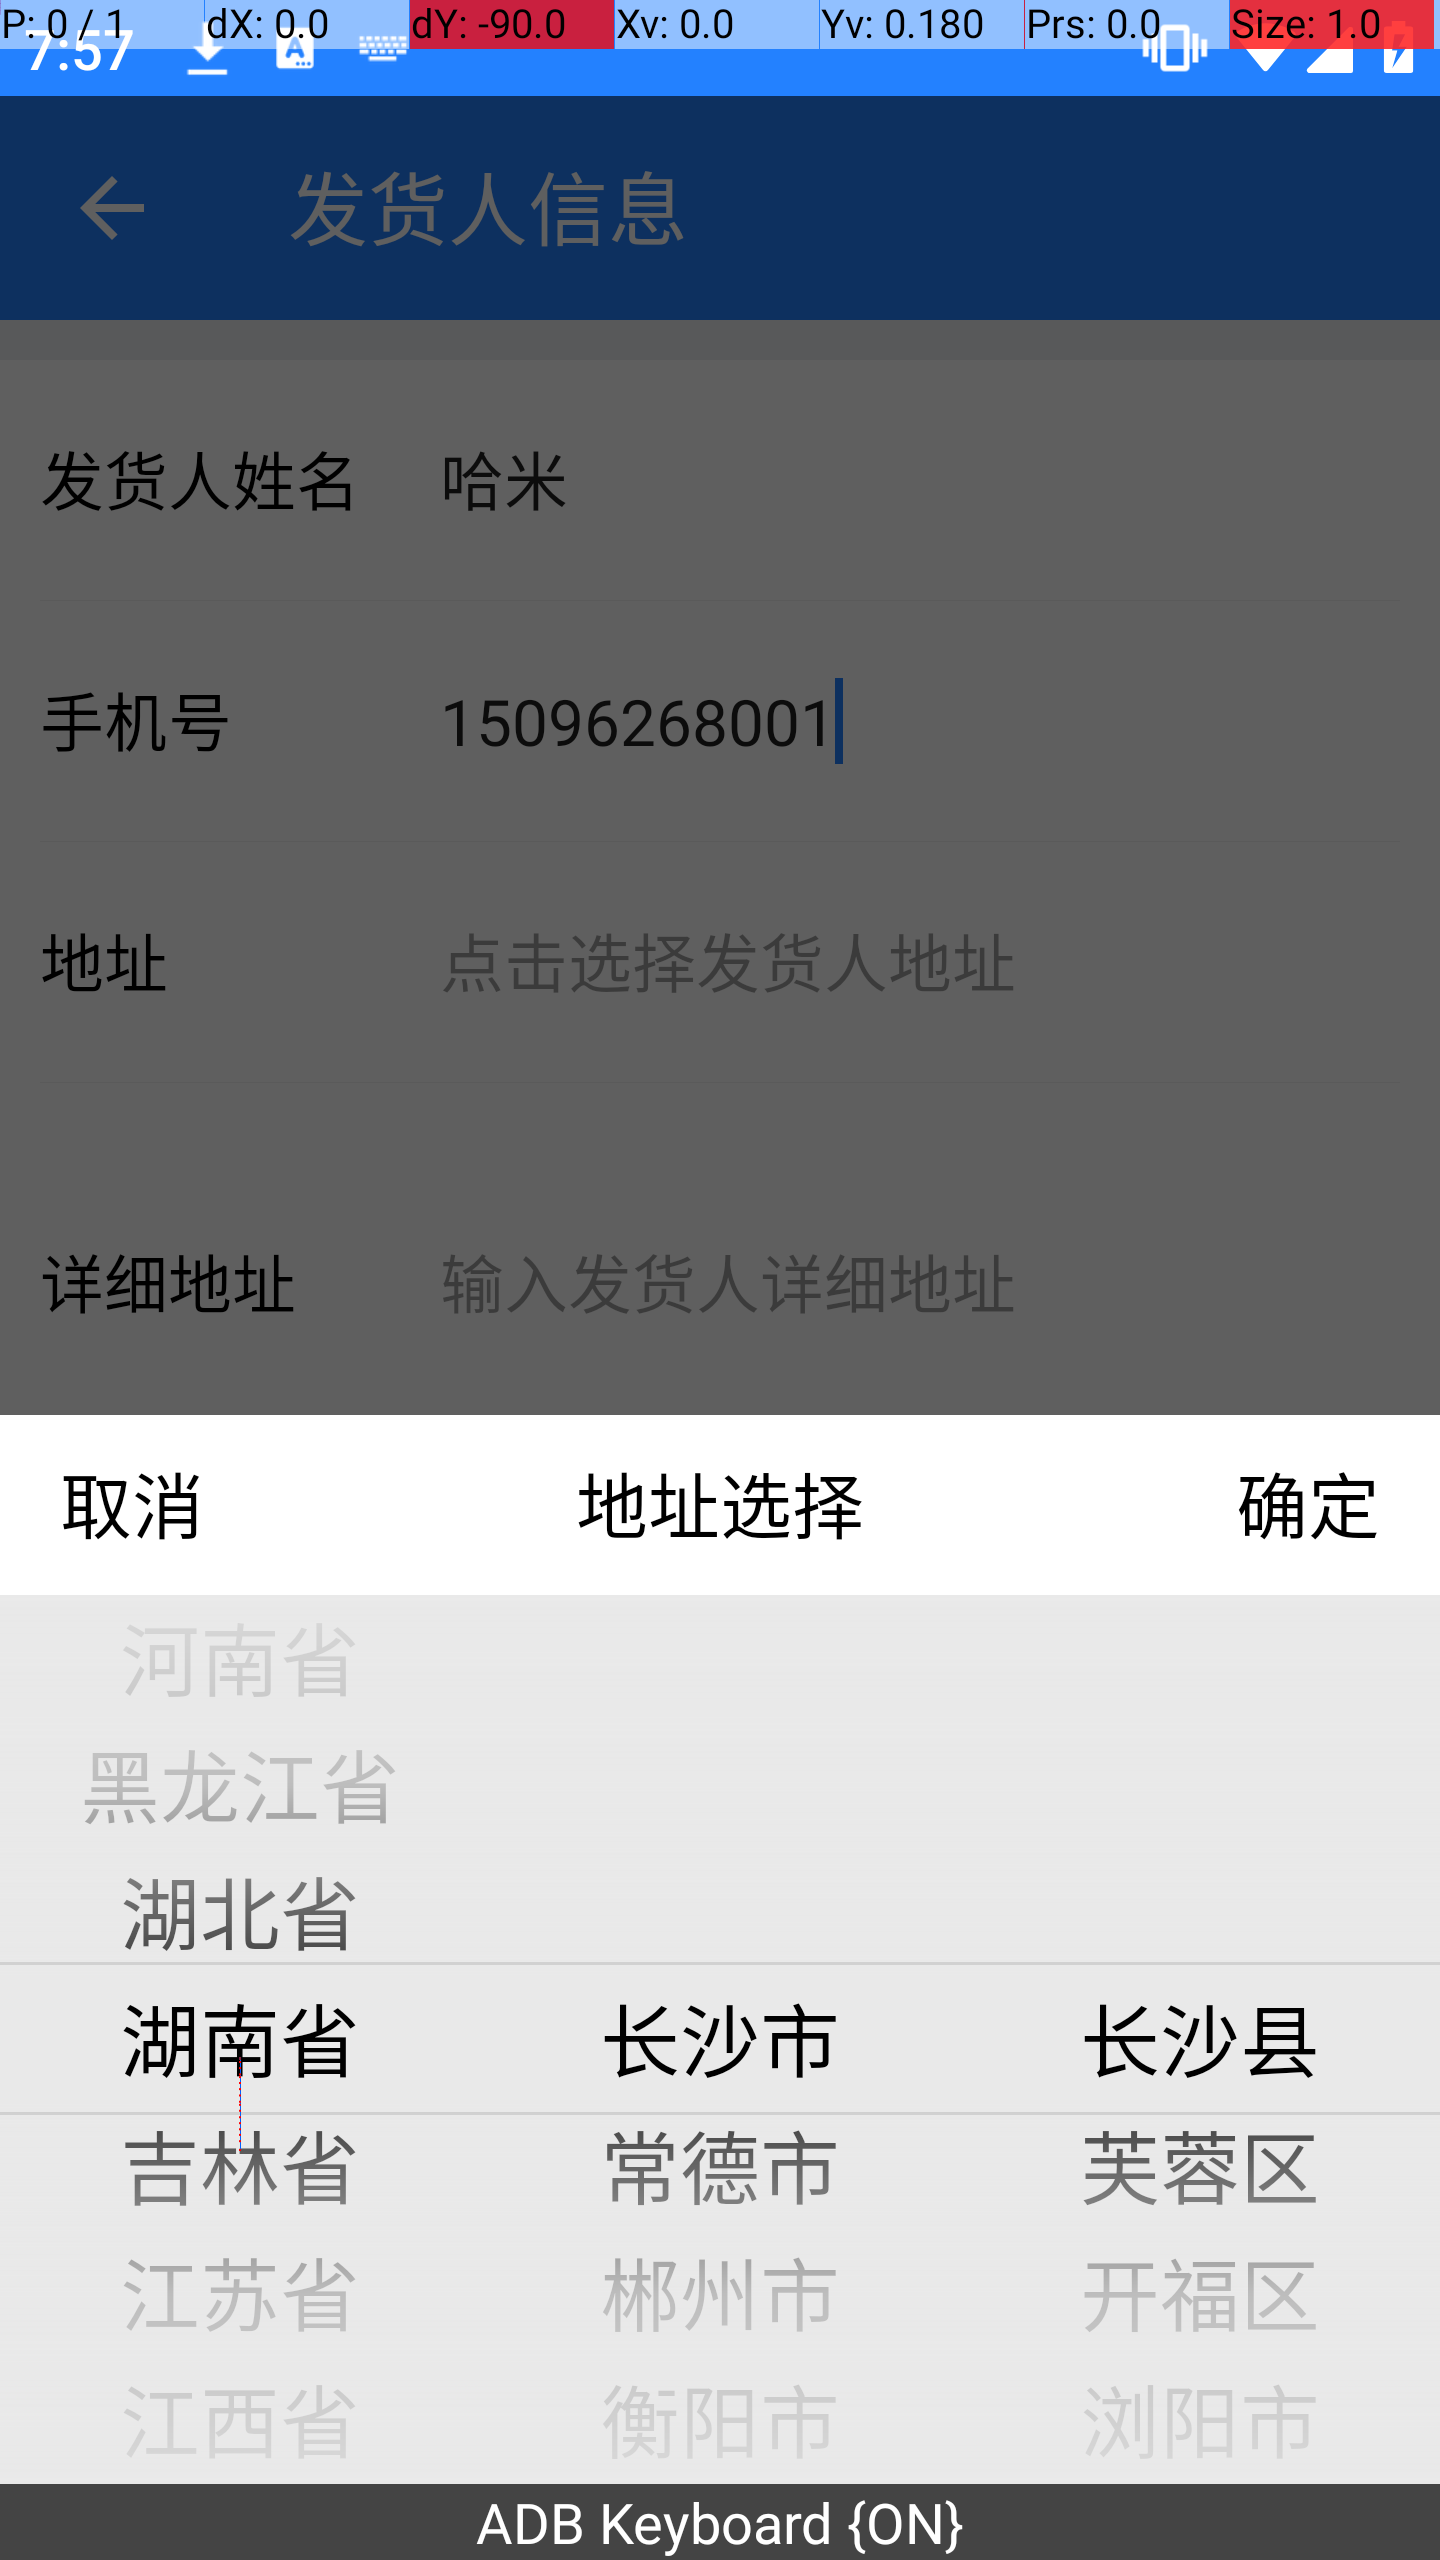 P: 0 / 1 dX: 0.0 dY: -90.0 Xv: 0.0 Yv: 0.180 Prs: 0.0 Size: 1.0
7:57
发货人信息
发货人姓名 哈米
手机号 15096268001
地址 点击选择发货人地址
详细地址 输入发货人详细地址
取消 地址选择 确定
河南省
黑龙江省
湖北省
湖南省 长沙市 长沙县
吉林省 常德市 芙蓉区
江苏省 郴州市 开福区
江西省 衡阳市 浏阳市
ADB Keyboard {ON}